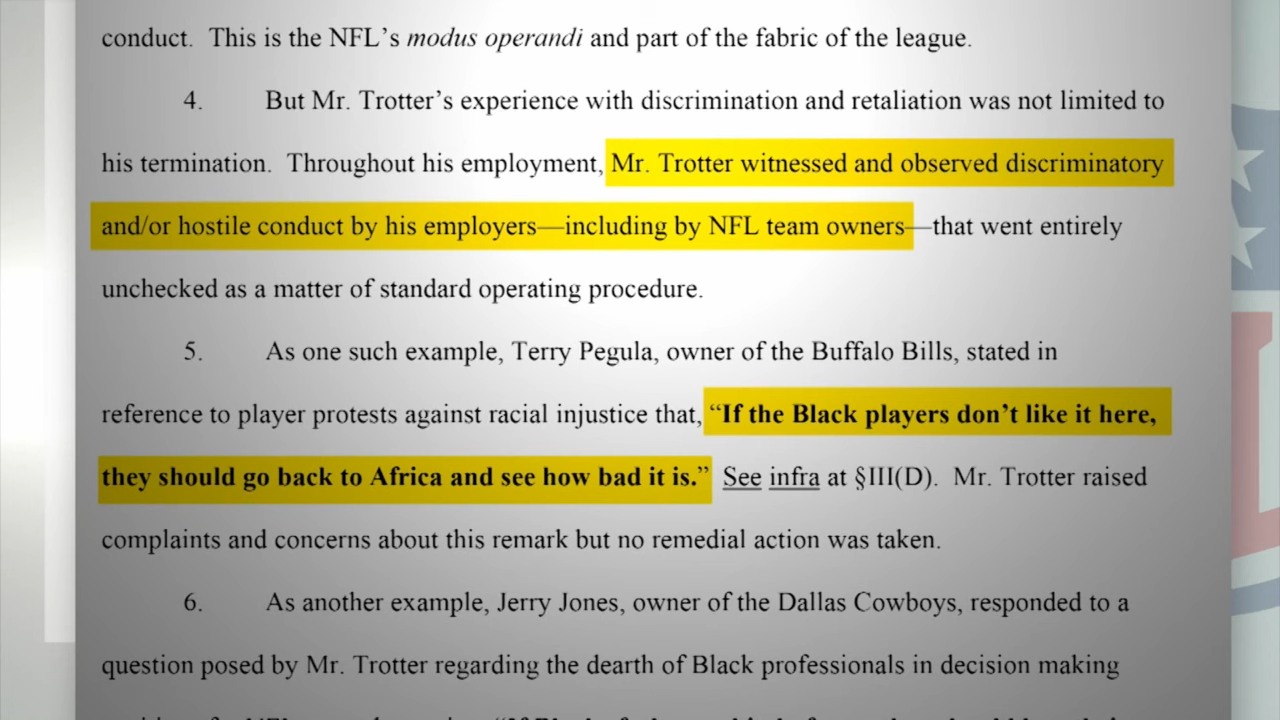 conduct. This is the NFL’s modus operandi and part of the fabric of the league.
4. But Mr. Trotter’s experience with discrimination and retaliation was not limited to
his termination. Throughout his employment, Mr. Trotter witnessed and observed discriminatory
and/or hostile conduct by his employers—including by NFL team owners—that went entirely
unchecked as a matter of standard operating procedure.
5. As one such example, Terry Pegula, owner of the Buffalo Bills, stated in
reference to player protests against racial injustice that, “If the Black players don’t like it here,
they should go back to Africa and see how bad it is.” See infra at §III(D). Mr. Trotter raised
complaints and concerns about this remark but no remedial action was taken.
6. As another example, Jerry Jones, owner of the Dallas Cowboys, responded to a
question posed by Mr. Trotter regarding the dearth of Black professionals in decision making